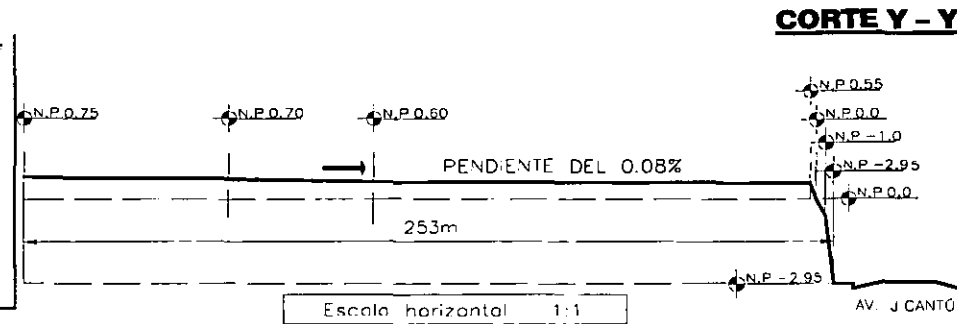 CORTE Y – Y
N.P 0.55
N.P 0.75
N.P 0.70
N.P 0.60
N.P 0.0
N.P -1.0
PENDIENTE DEL 0.08%
N.P -2.95
N.P 0.0
253m
N.P -2.95
Escala horizontal 1:1
AV. J CANTÚ